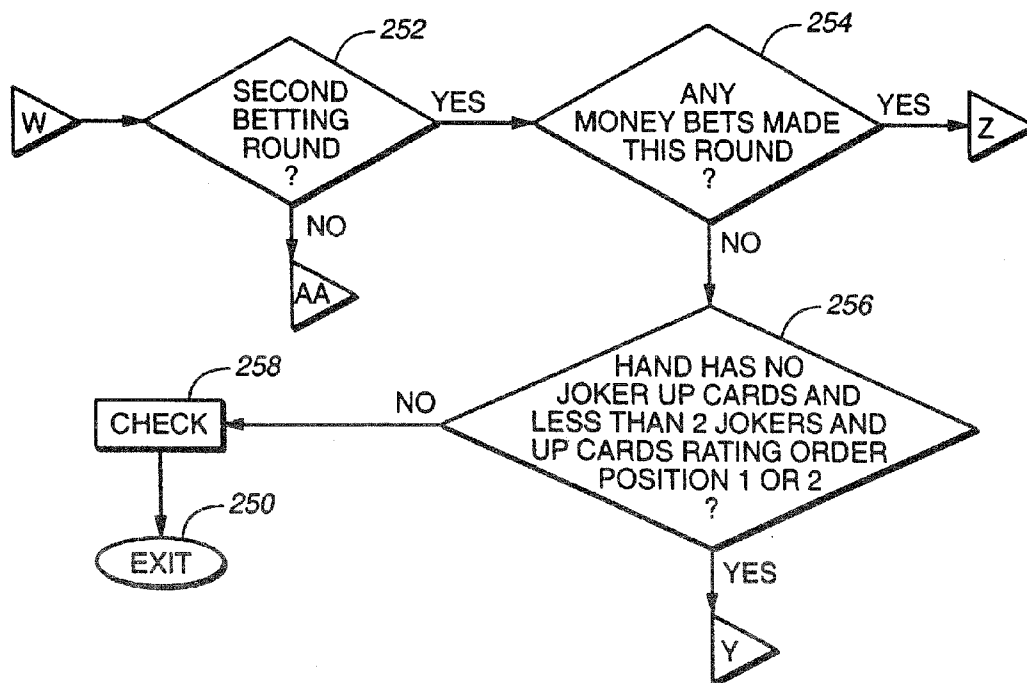 252
254
W
SECOND
BETTING
ROUND
?
YES
ANY
MONEY BETS MADE
THIS ROUND
?
YES
Z
NO
AA
NO
256
HAND HAS NO
JOKER UP CARDS AND
LESS THAN 2 JOKERS AND
UP CARDS RATING ORDER
POSITION 1 OR 2
?
NO
258
CHECK
250
EXIT
YES
Y